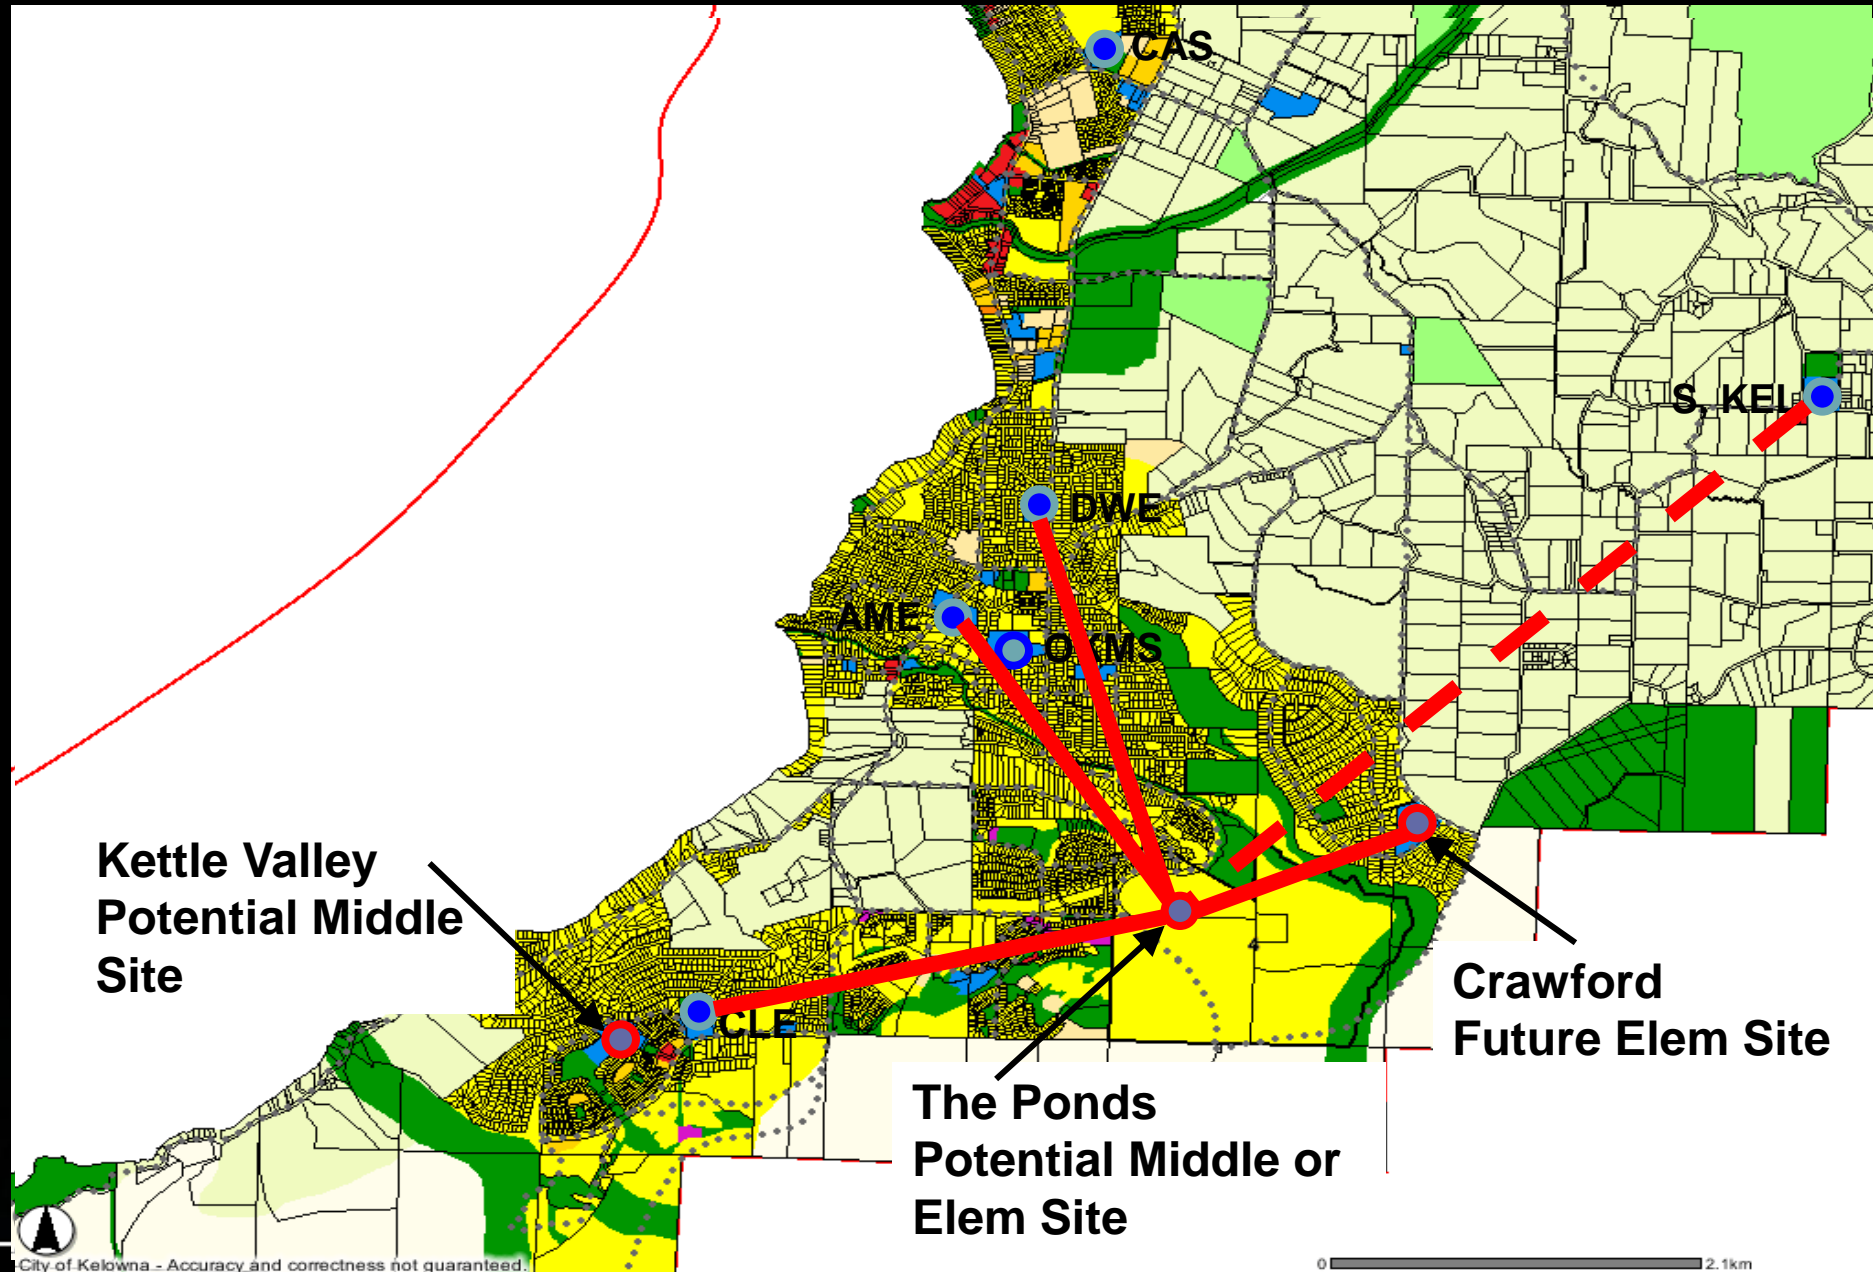 CAS
S. KEL
DWE
AME
OKMS
Kettle Valley
Potential Middle
Site
CLE
4
Crawford
Future Elem Site
The Ponds
Potential Middle or
Elem Site
City of Kelowna - Accuracy and correctness not guaranteed.
0 2.1km